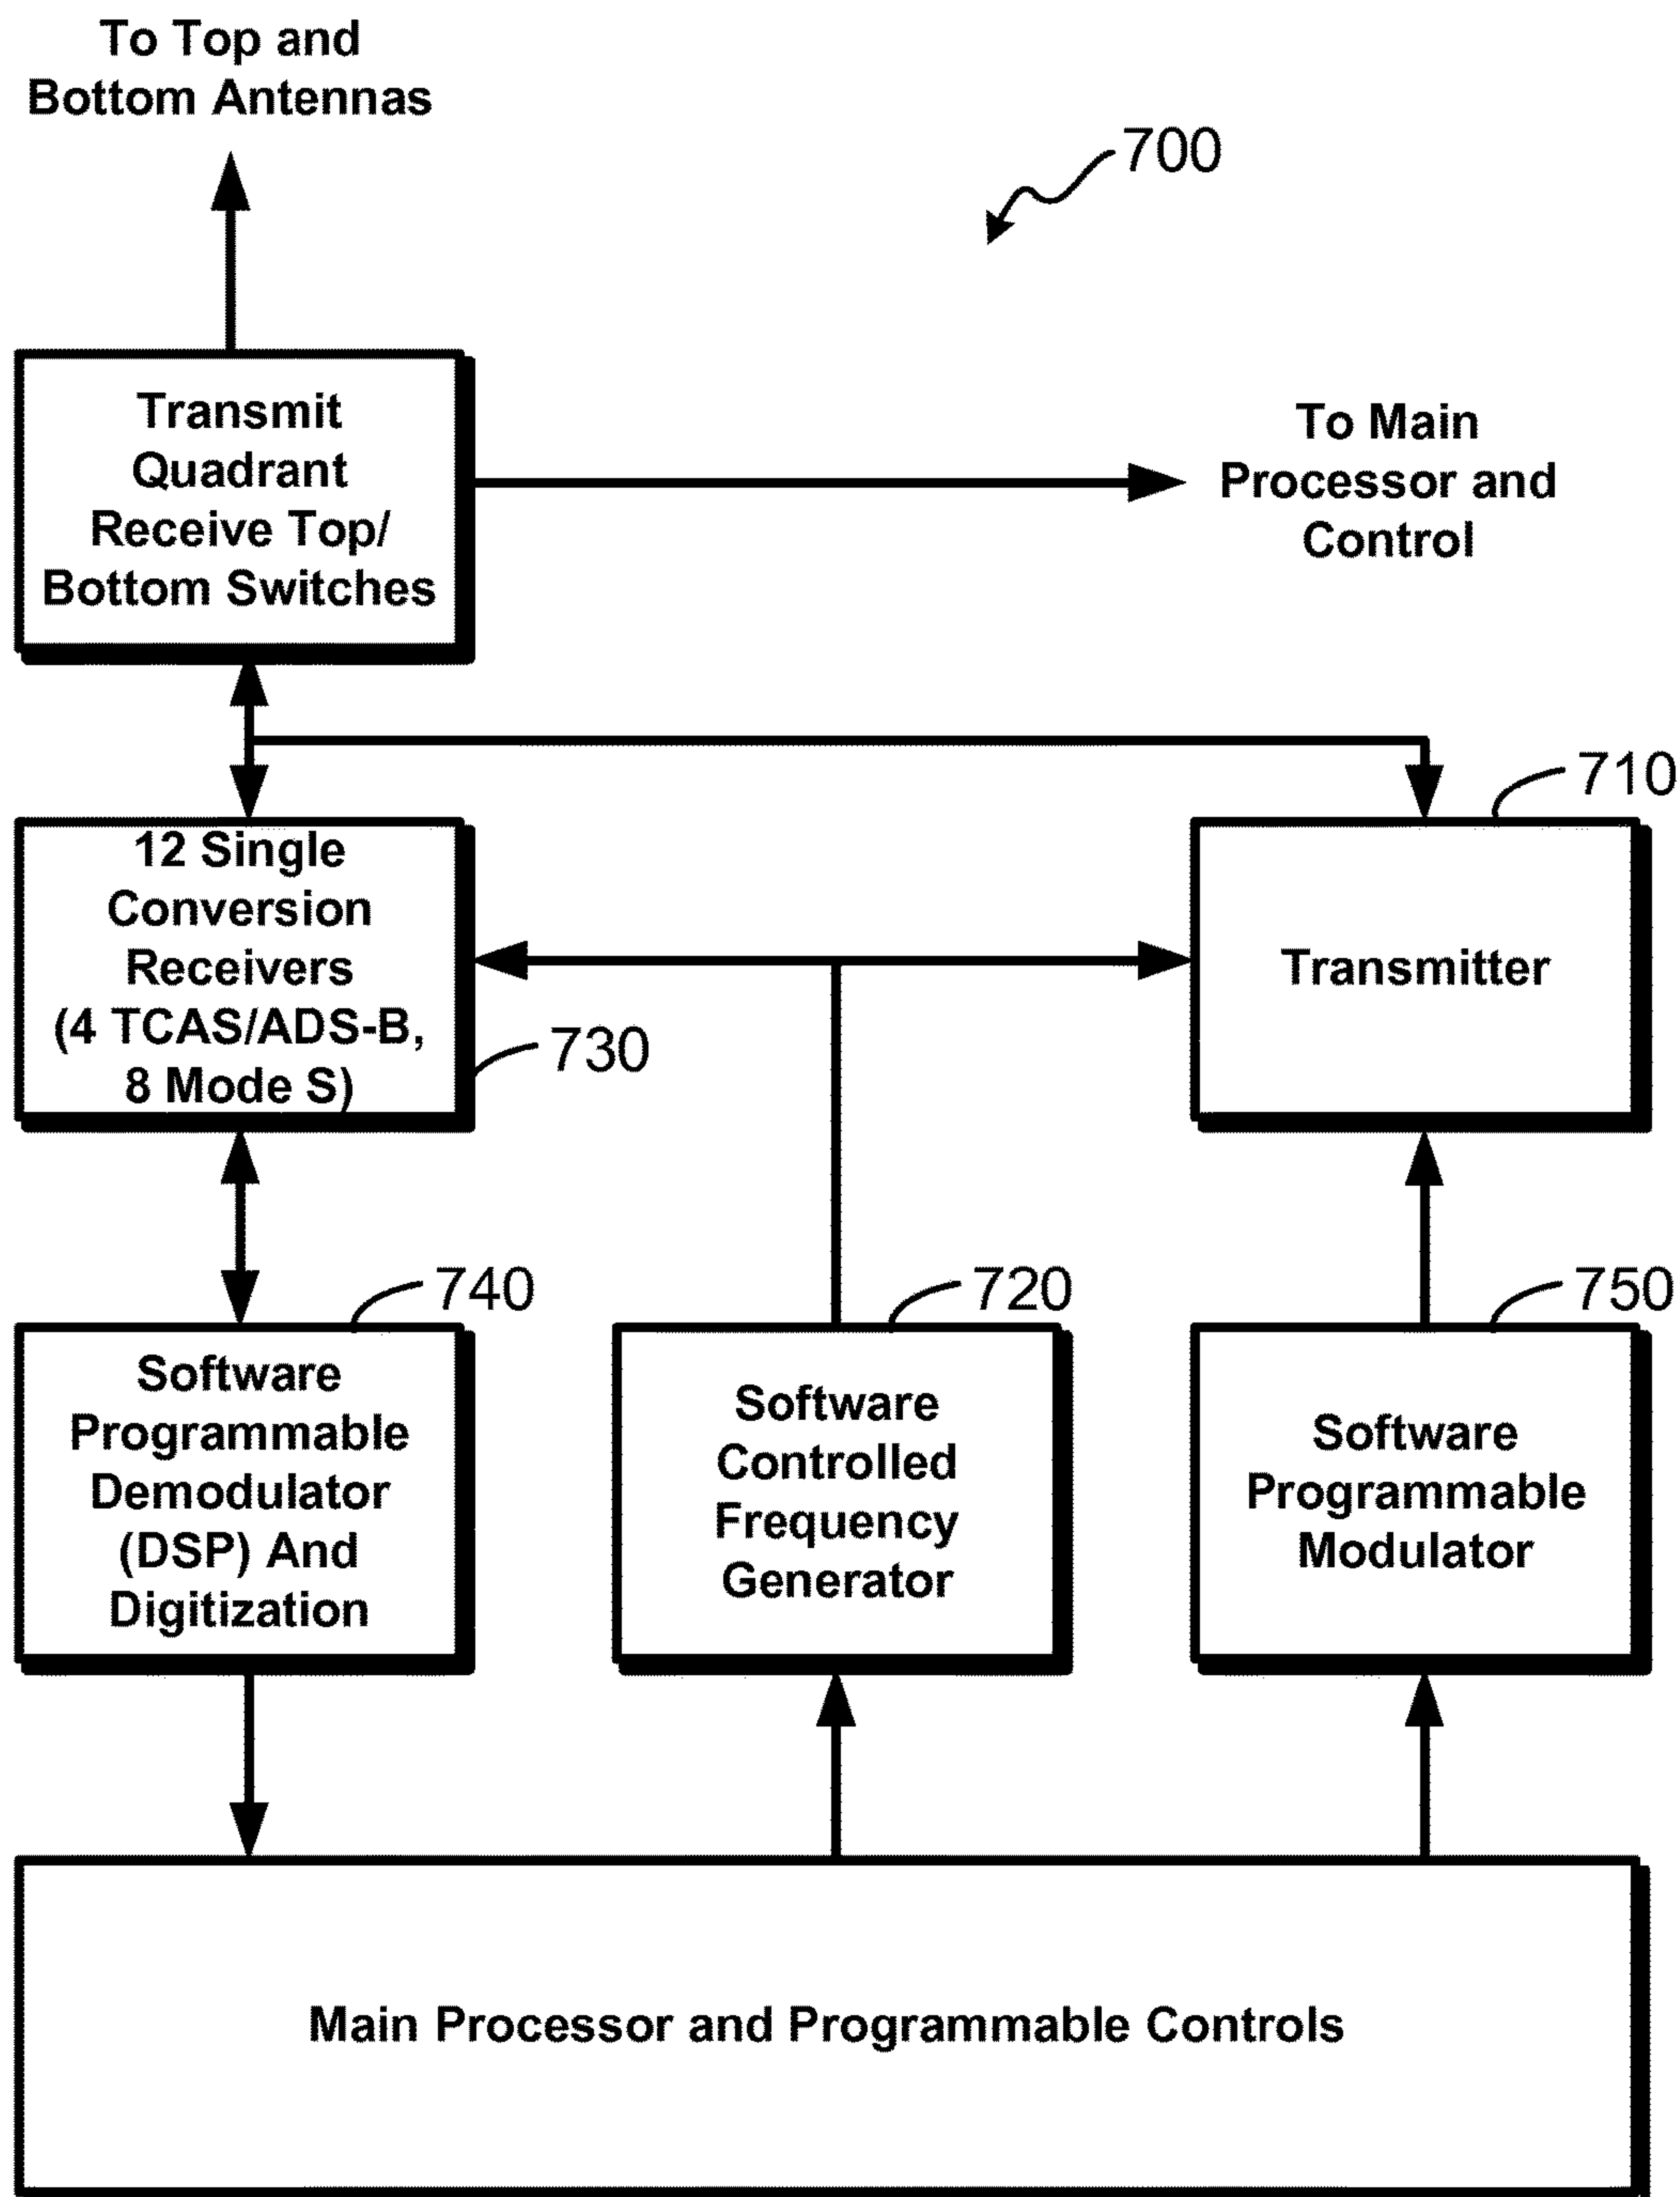 To Top and
Bottom Antennas
700
Transmit
Quadrant
Receive Top/
Bottom Switches
To Main
Processor and
Control
710
12 Single
Conversion
Receivers
(4 TCAS/ADS-B,
8 Mode S)
730
Transmitter
740
720
750
Software
Programmable
Demodulator
(DSP) And
Digitization
Software
Controlled
Frequency
Generator
Software
Programmable
Modulator
Main Processor and Programmable Controls